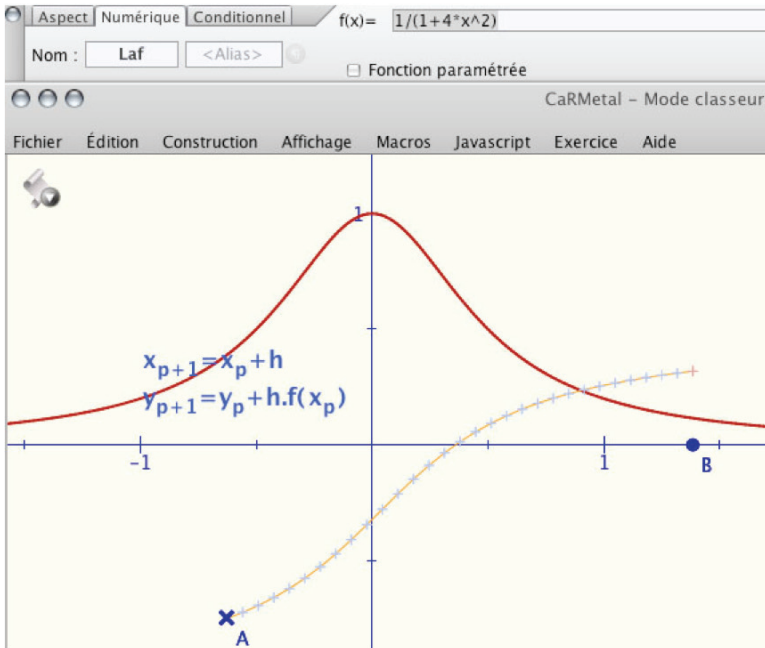 Aspect Numérique Conditionnel f(x)= 1/(1+4*x^2)
Nom : Laf <Alias>
Fonction paramétrée
CaRMetal – Mode classeur
Fichier Édition Construction Affichage Macros Javascript Exercice Aide
1
xp+1=xp+h
yp+1=yp+h.f(xp)
-1 1
B
A